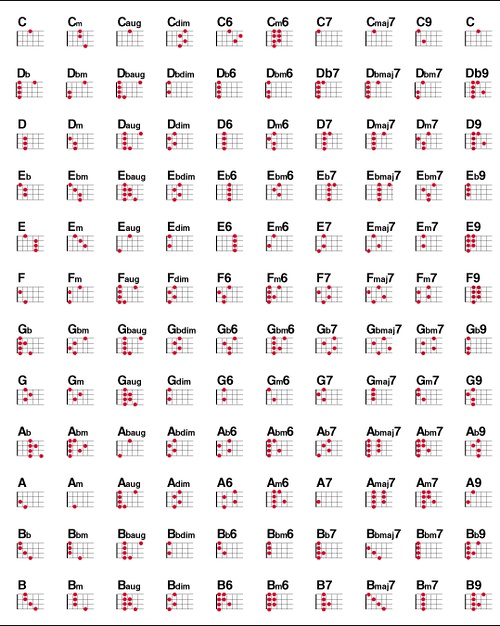 C Cm Caug Cdim C6 Cm6 C7 Cmaj7 C9 C
Db Dbm Dbaug Dbdim Db6 Dbm6 Db7 Dbmaj7 Dbm7 Db9
D Dm Daug Ddim D6 Dm6 D7 Dmaj7 Dm7 D9
Eb Ebm Ebaug Ebdim Eb6 Ebm6 Eb7 Ebmaj7 Ebm7 Eb9
E Em Eaug Edim E6 Em6 E7 Emaj7 Em7 E9
F Fm Faug Fdim F6 Fm6 F7 Fmaj7 Fm7 F9
Gb Gbm Gbaug Gbdim Gb6 Gbm6 Gb7 Gbmaj7 Gbm7 Gb9
G Gm Gaug Gdim G6 Gm6 G7 Gmaj7 Gm7 G9
Ab Abm Abaug Abdim Ab6 Abm6 Ab7 Abmaj7 Abm7 Ab9
A Am Aaug Adim A6 Am6 A7 Amaj7 Am7 A9
Bb Bbm Bbaug Bbdim Bb6 Bbm6 Bb7 Bbmaj7 Bbm7 Bb9
B Bm Baug Bdim B6 Bm6 B7 Bmaj7 Bm7 B9